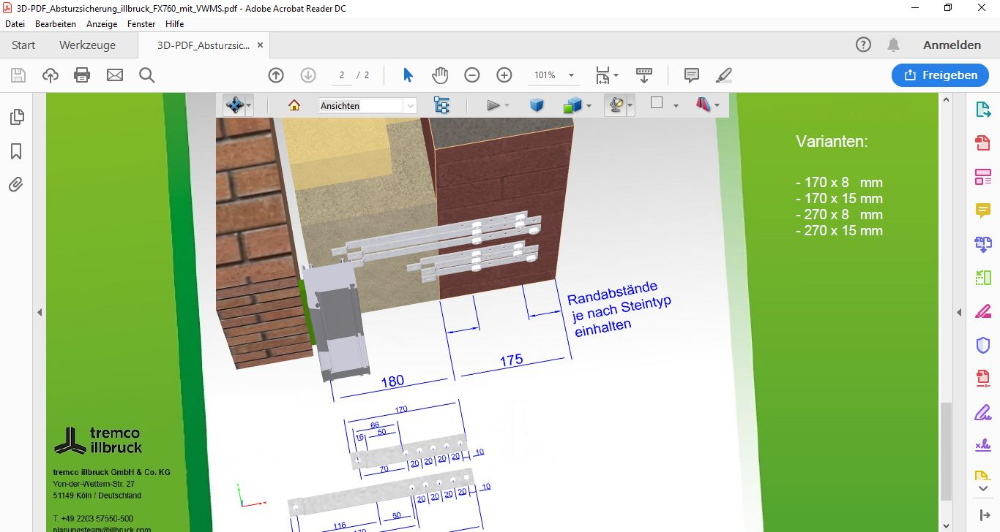 3D-PDF_Absturzsicherung_illbruck_FX760_mit_VWMS.pdf - Adobe Acrobat Reader DC
Datei Bearbeiten Anzeige Fenster Hilfe
Start Werkzeuge 3D-PDF_Absturzsic... × Anmelden
2 / 2 101% Freigeben
Ansichten
Varianten:
- 170 x 8 mm
- 170 x 15 mm
- 270 x 8 mm
- 270 x 15 mm
Randabstände
je nach Steintyp
einhalten
175
180
170
66
16 50
70 20 20 20 20 10
20 20 20 20 10
50
116
170
tremco
illbruck
tremco illbruck GmbH & Co. KG
Von-der-Wettern-Str. 27
51149 Köln / Deutschland
T. +49 2203 57550-500
planungsteam@illbruck.com